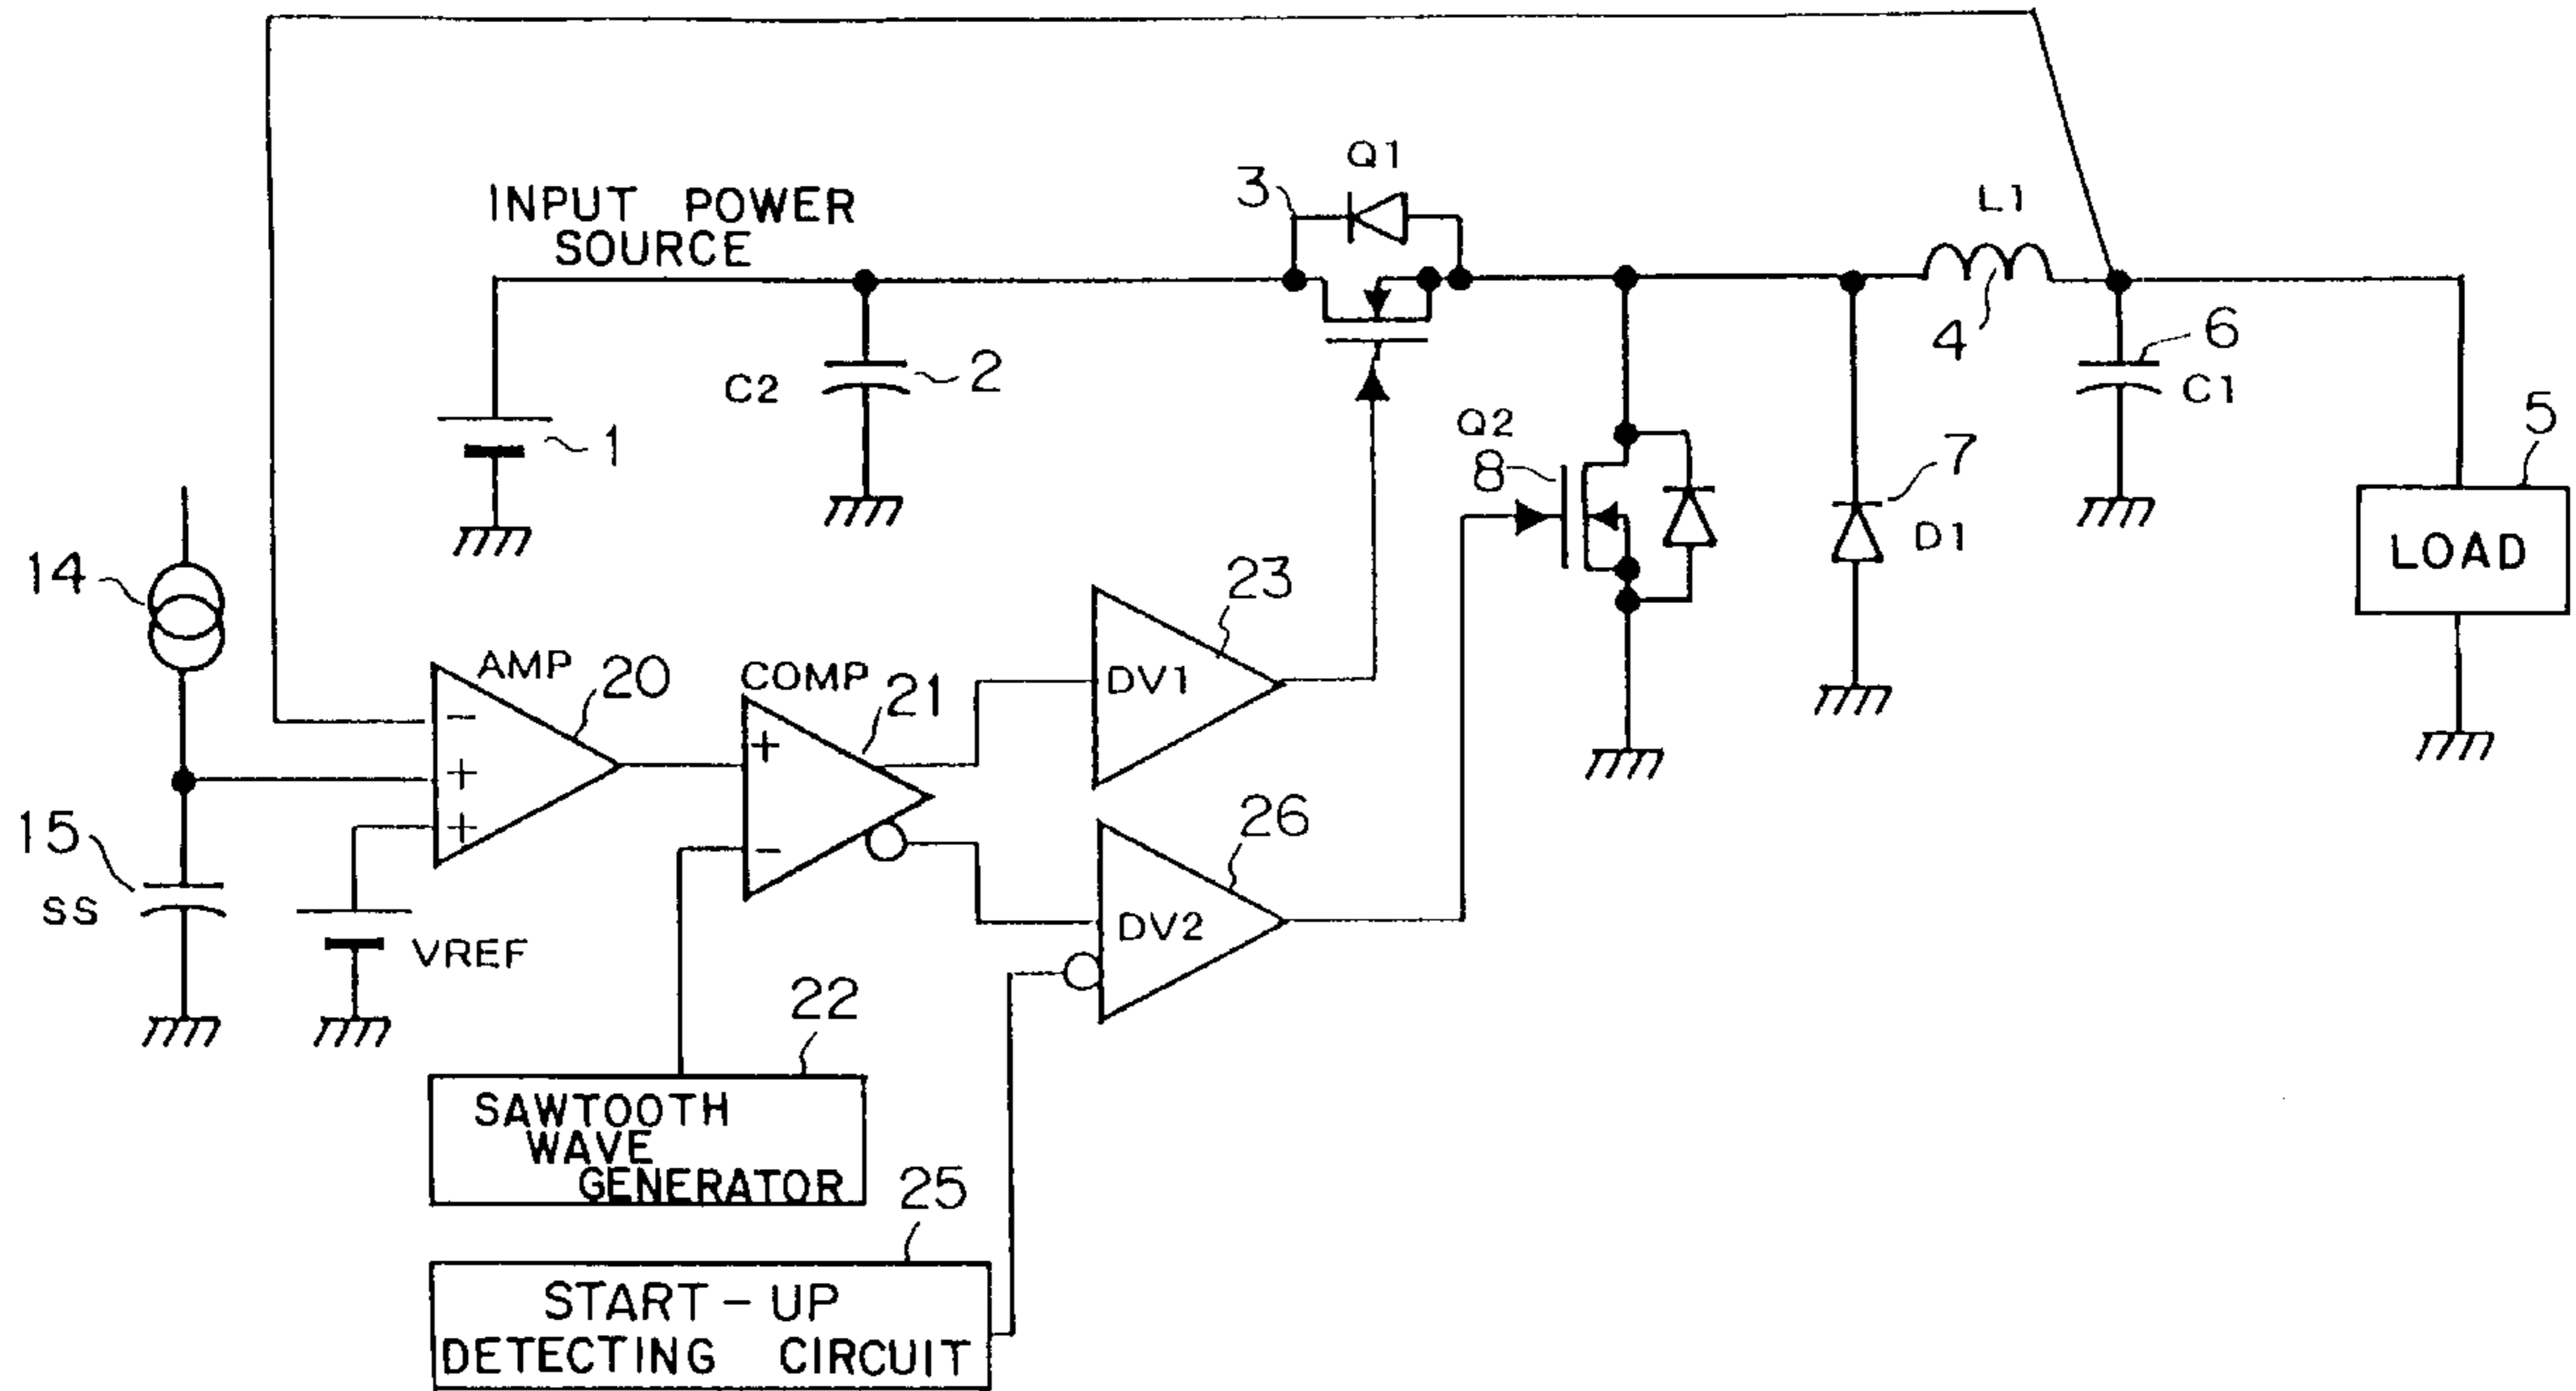 Q1
3
L1
INPUT POWER
SOURCE
4
6
C2
2
C1
Q2
5
1
8
7
D1
LOAD
14
23
AMP
20
COMP
21
DV1
-
+
+
+
-
15
26
SS
VREF
DV2
22
SAWTOOTH
WAVE
GENERATOR
25
START-UP
DETECTING CIRCUIT